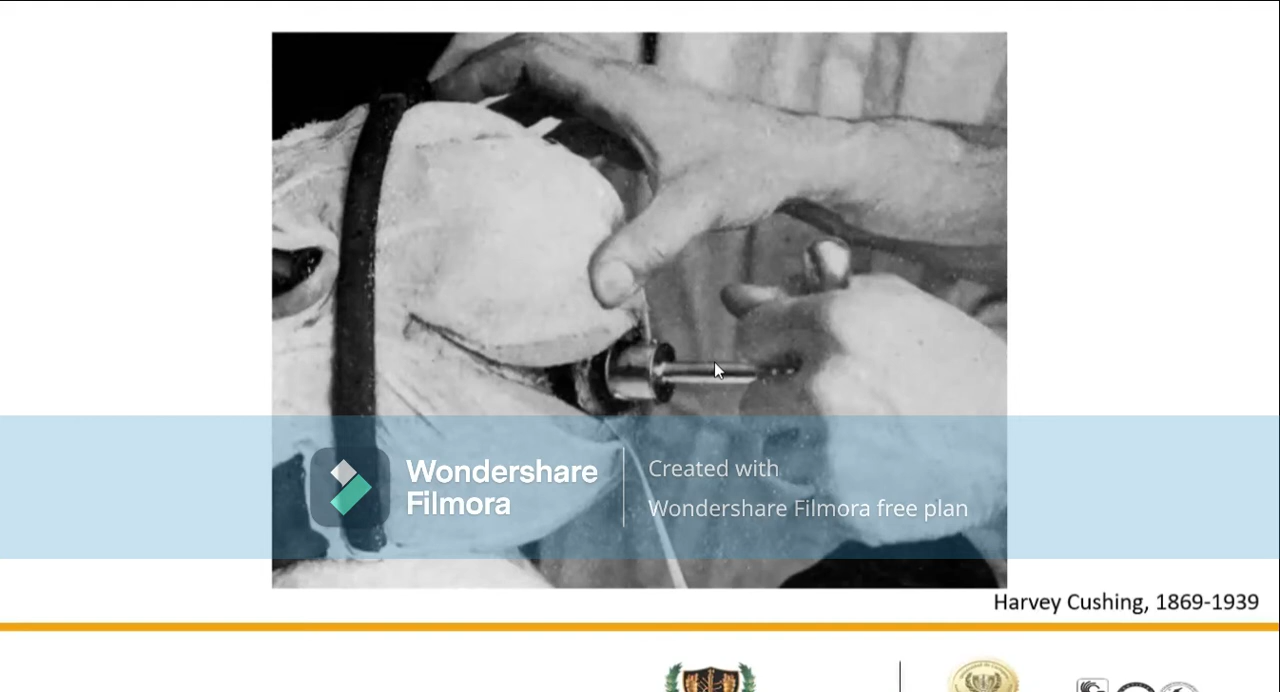 Wondershare
Filmora
Created with
Wondershare Filmora free plan
Harvey Cushing, 1869-1939